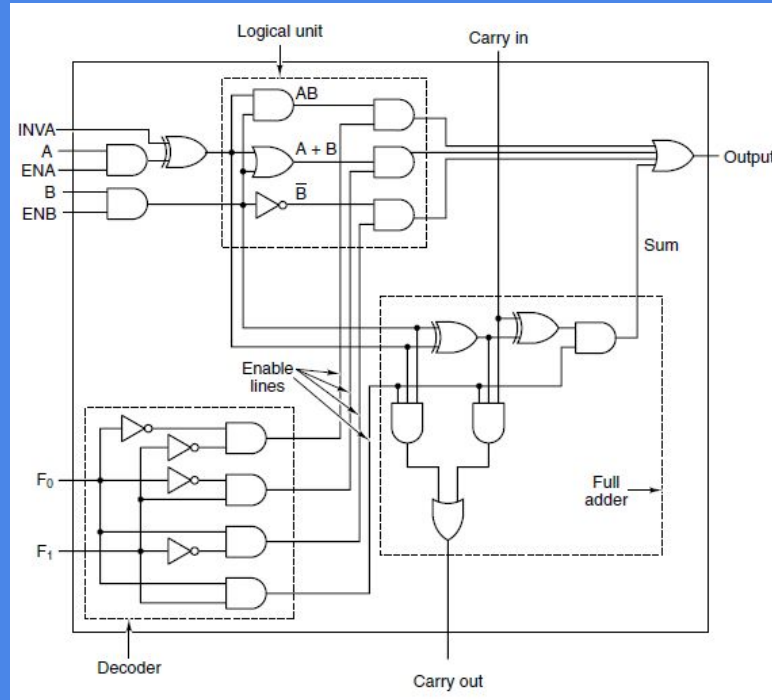 Logical unit
Carry in
INVA
A
ENA
B
ENB
AB
A + B
B̅
Output
Sum
Enable
lines
F₀
F₁
Full
adder
Decoder
Carry out